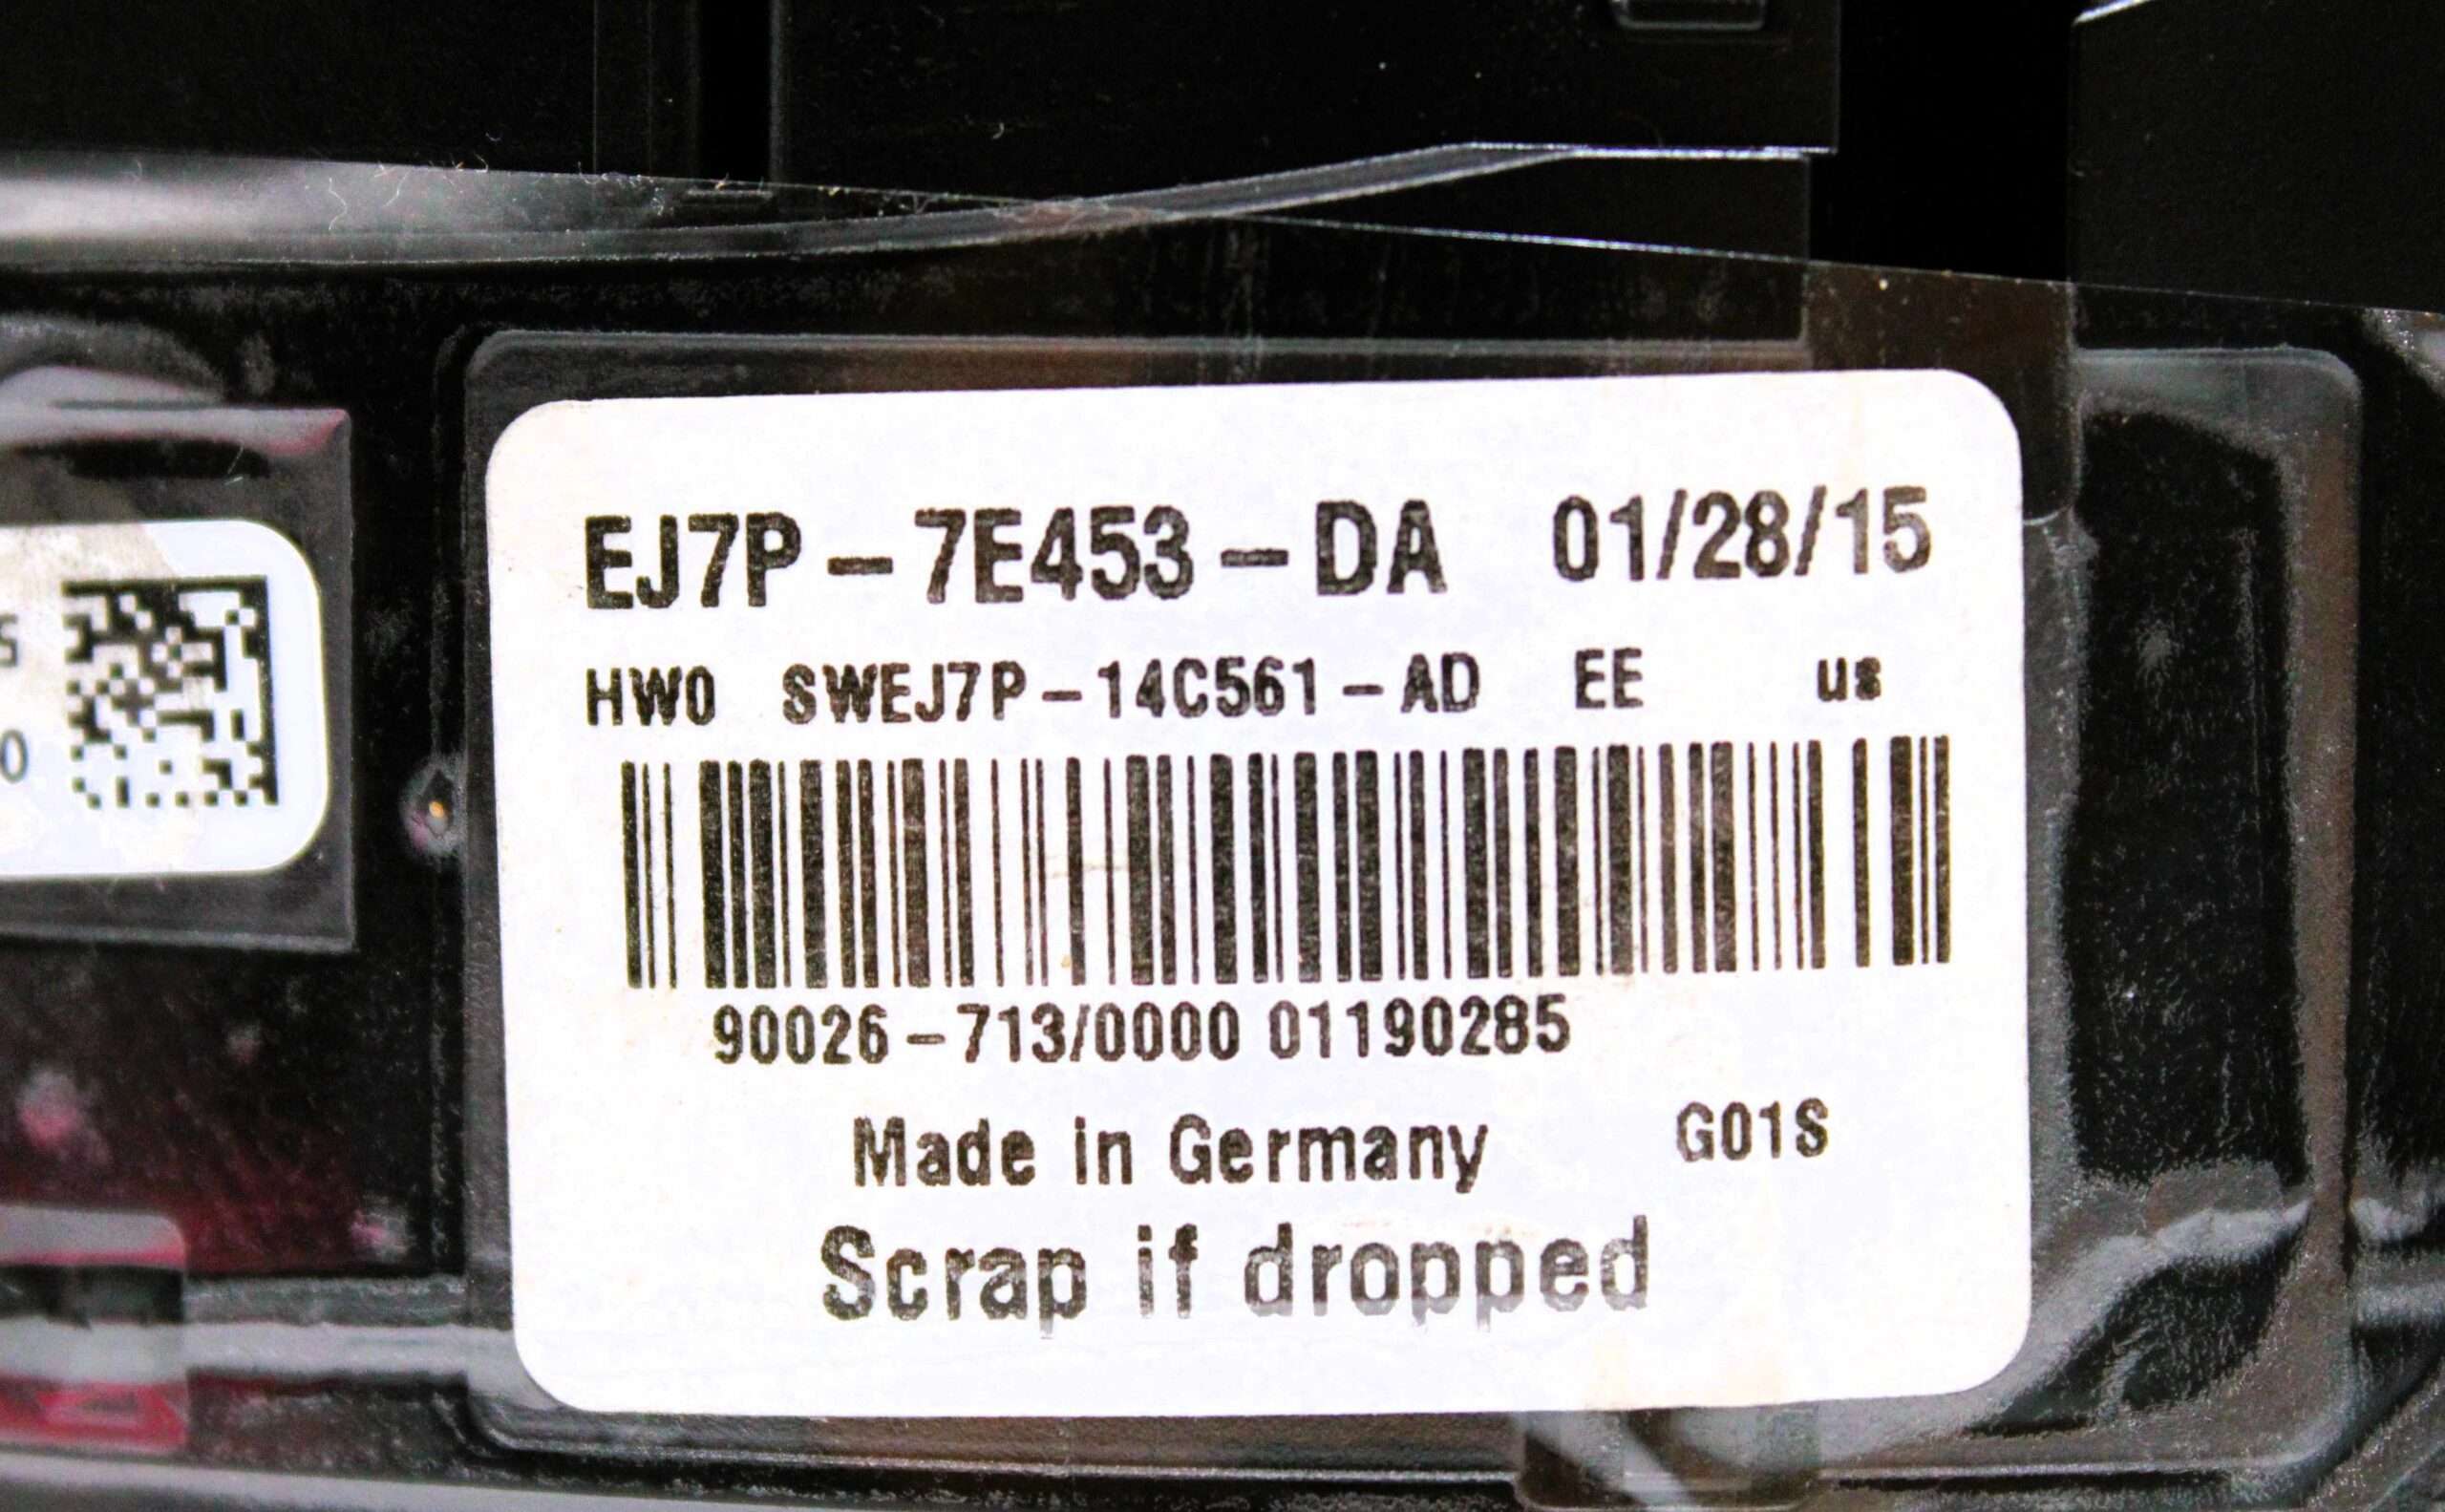 EJ7P-7E453-DA 01/28/15
HW0 SWEJ7P-14C561-AD EE us
90026-713/0000 01190285
Made in Germany G01S
Scrap if dropped
S
0